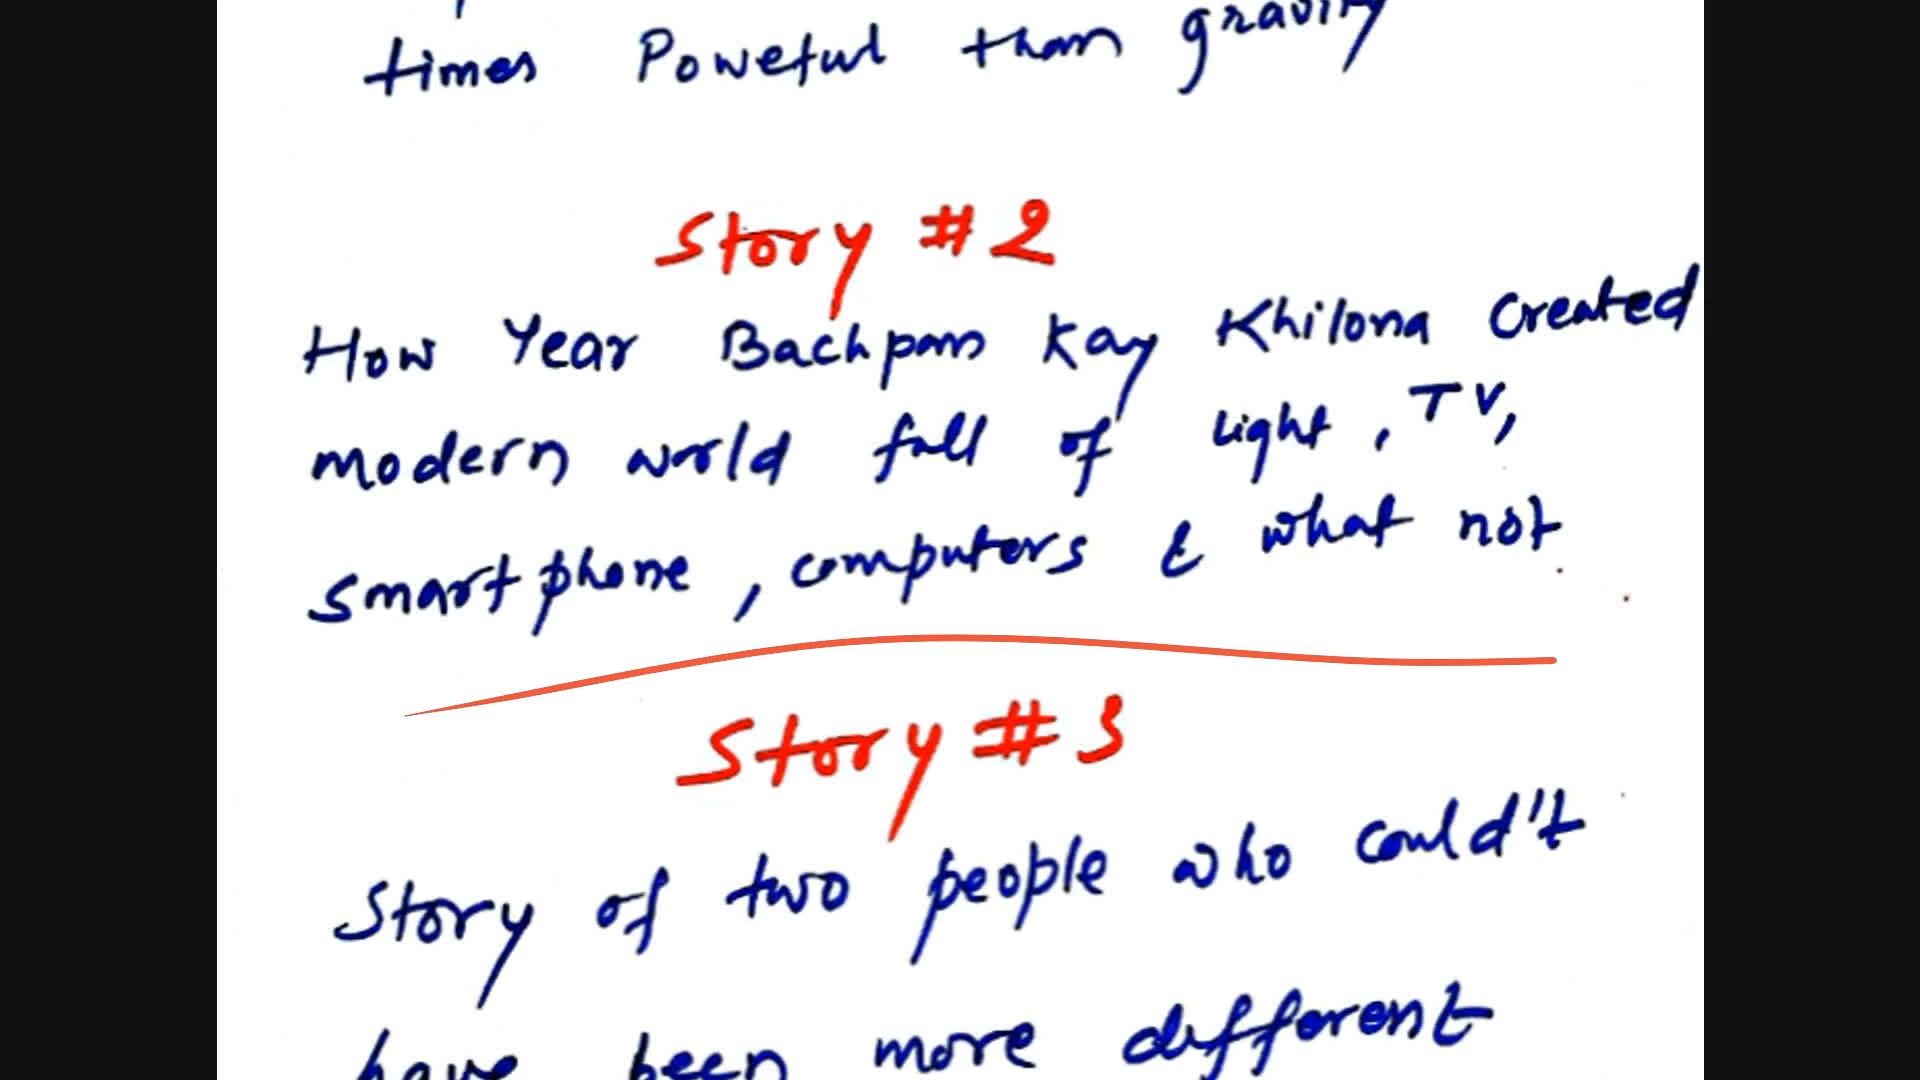 times Powerful than gravity
Story #2
How Year Bachpan Kay Khilona Created
modern world full of Light, TV,
smartphone, computers & what not.
Story #3
Story of two people who could't
have been more different